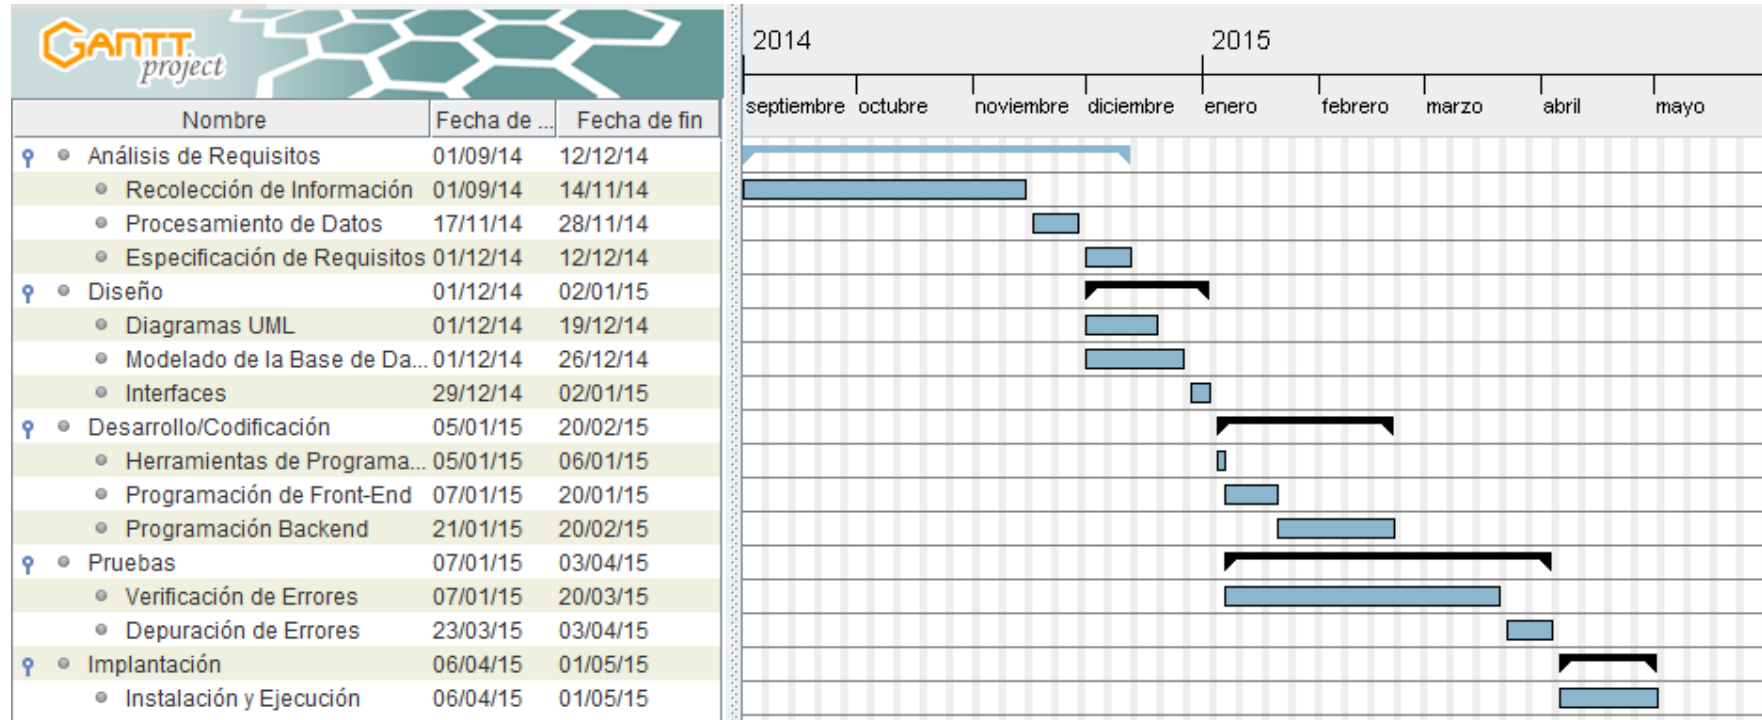 GANTT
project
2014 2015
septiembre octubre noviembre diciembre enero febrero marzo abril mayo
Nombre Fecha de ... Fecha de fin
Análisis de Requisitos 01/09/14 12/12/14
Recolección de Información 01/09/14 14/11/14
Procesamiento de Datos 17/11/14 28/11/14
Especificación de Requisitos 01/12/14 12/12/14
Diseño 01/12/14 02/01/15
Diagramas UML 01/12/14 19/12/14
Modelado de la Base de Da... 01/12/14 26/12/14
Interfaces 29/12/14 02/01/15
Desarrollo/Codificación 05/01/15 20/02/15
Herramientas de Programa... 05/01/15 06/01/15
Programación de Front-End 07/01/15 20/01/15
Programación Backend 21/01/15 20/02/15
Pruebas 07/01/15 03/04/15
Verificación de Errores 07/01/15 20/03/15
Depuración de Errores 23/03/15 03/04/15
Implantación 06/04/15 01/05/15
Instalación y Ejecución 06/04/15 01/05/15